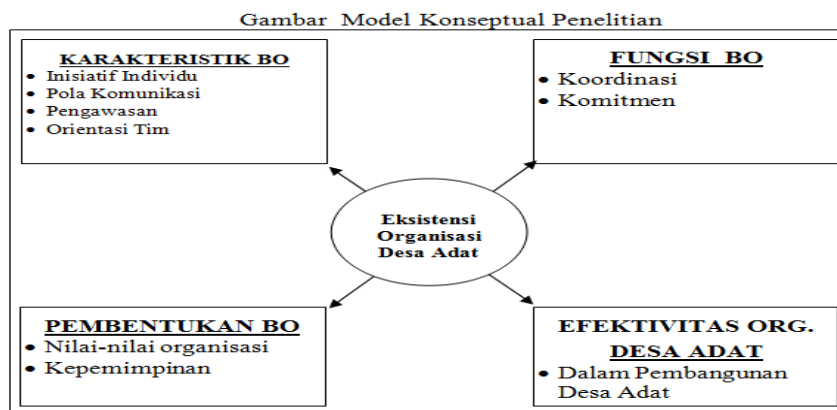 Gambar Model Konseptual Penelitian
KARAKTERISTIK BO
• Inisiatif Individu
• Pola Komunikasi
• Pengawasan
• Orientasi Tim
FUNGSI BO
• Koordinasi
• Komitmen
Eksistensi
Organisasi
Desa Adat
PEMBENTUKAN BO
• Nilai-nilai organisasi
• Kepemimpinan
EFEKTIVITAS ORG.
DESA ADAT
• Dalam Pembangunan
Desa Adat